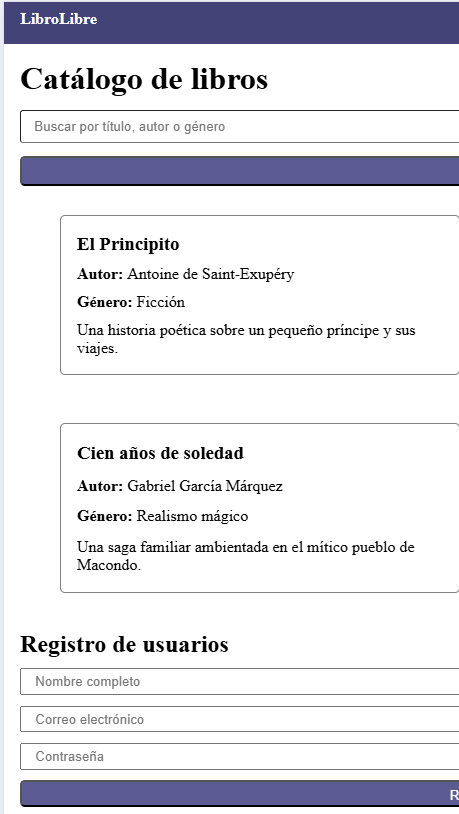 LibroLibre
Catálogo de libros
Buscar por título, autor o género
El Principito
Autor: Antoine de Saint-Exupéry
Género: Ficción
Una historia poética sobre un pequeño príncipe y sus
viajes.
Cien años de soledad
Autor: Gabriel García Márquez
Género: Realismo mágico
Una saga familiar ambientada en el mítico pueblo de
Macondo.
Registro de usuarios
Nombre completo
Correo electrónico
Contraseña
R